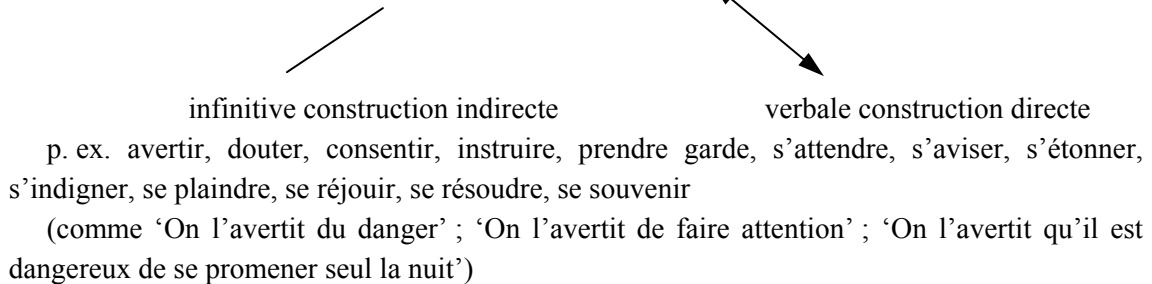 infinitive construction indirecte verbale construction directe
p. ex. avertir, douter, consentir, instruire, prendre garde, s’attendre, s’aviser, s’étonner,
s’indigner, se plaindre, se réjouir, se résoudre, se souvenir
(comme ‘On l’avertit du danger’ ; ‘On l’avertit de faire attention’ ; ‘On l’avertit qu’il est
dangereux de se promener seul la nuit’)